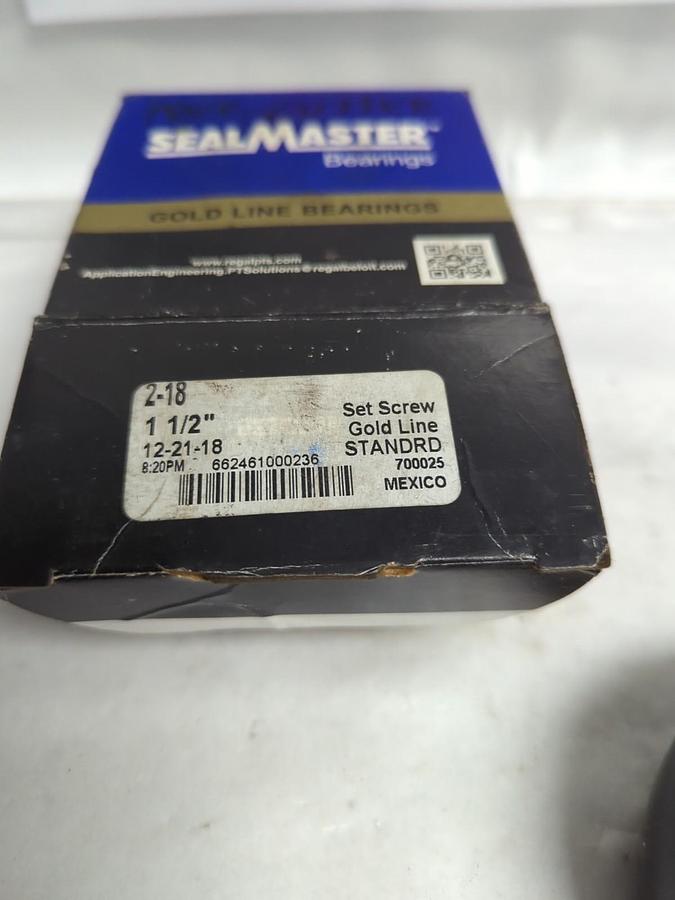 SEALMASTER
Bearings
GOLD LINE BEARINGS
www.regalpts.com
ApplicationEngineering.PTSolutions@regalbeloit.com
2-18
1 1/2"
12-21-18
8:20PM
662461000236
Set Screw
Gold Line
STANDRD
700025
MEXICO